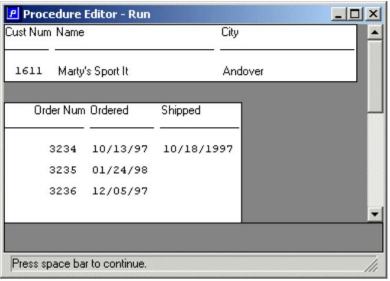 Procedure Editor - Run
Cust Num Name City
1611 Marty's Sport It Andover
Order Num Ordered Shipped
3234 10/13/97 10/18/1997
3235 01/24/98
3236 12/05/97
Press space bar to continue.